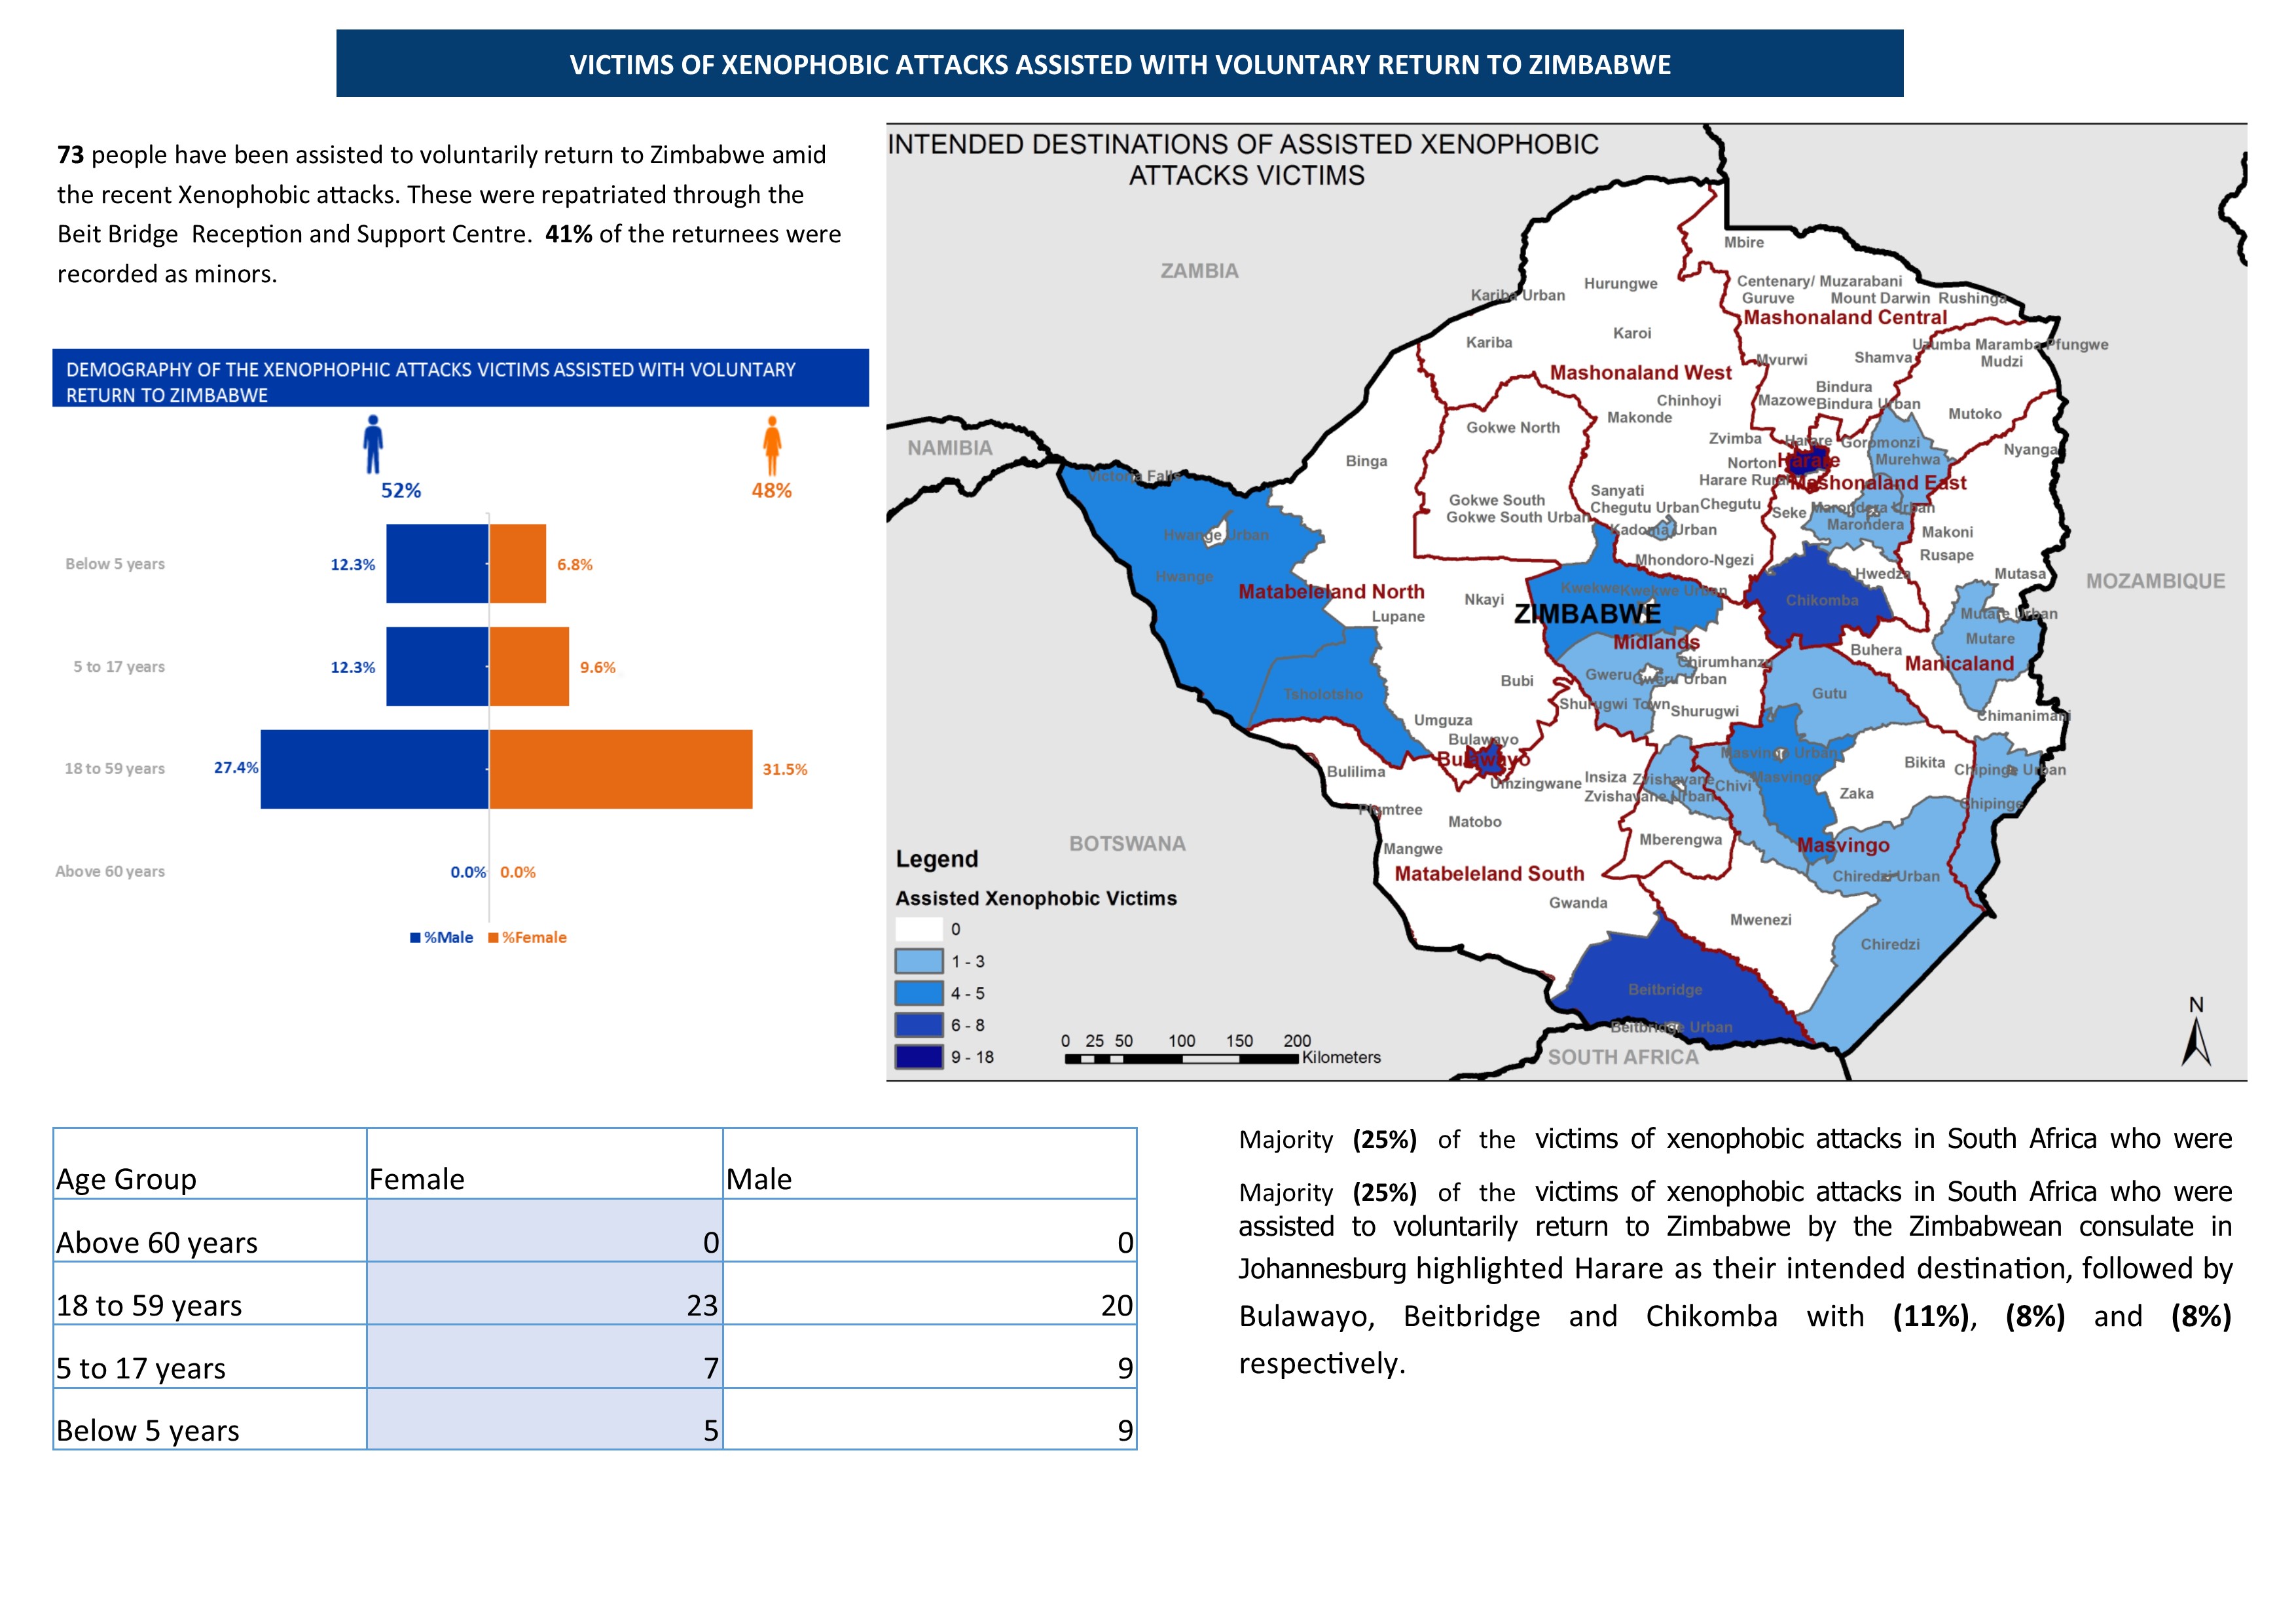 VICTIMS OF XENOPHOBIC ATTACKS ASSISTED WITH VOLUNTARY RETURN TO ZIMBABWE
73 people have been assisted to voluntarily return to Zimbabwe amid
the recent Xenophobic attacks. These were repatriated through the
Beit Bridge Reception and Support Centre. 41% of the returnees were
recorded as minors.
DEMOGRAPHY OF THE XENOPHOPHIC ATTACKS VICTIMS ASSISTED WITH VOLUNTARY
RETURN TO ZIMBABWE
52% 48%
Below 5 years 12.3% 6.8%
5 to 17 years 12.3% 9.6%
18 to 59 years 27.4% 31.5%
Above 60 years 0.0% 0.0%
%Male %Female
INTENDED DESTINATIONS OF ASSISTED XENOPHOBIC
ATTACKS VICTIMS
ZAMBIA
NAMIBIA
BOTSWANA
MOZAMBIQUE
SOUTH AFRICA
ZIMBABWE
Mbire
Hurungwe
Centenary/ Muzarabani
Kariba Urban
Guruve
Mount Darwin
Rushinga
Mashonaland Central
Karoi
Kariba
Uzumba Maramba Pfungwe
Mvurwi
Shamva
Mudzi
Mashonaland West
Bindura
Chinhoyi
Mazowe
Bindura Urban
Makonde
Mutoko
Gokwe North
Zvimba
Harare
Goromonzi
Nyanga
Binga
Norton
Harare
Murehwa
Victoria Falls
Harare Rural
Mashonaland East
Sanyati
Gokwe South
Chegutu Urban
Chegutu
Seke
Marondera Urban
Gokwe South Urban
Marondera
Kadoma Urban
Makoni
Hwange Urban
Rusape
Mhondoro-Ngezi
Hwange
Hwedza
Mutasa
Matabeleland North
Kwekwe
Kwekwe Urban
Nkayi
Chikomba
Lupane
Mutare Urban
Midlands
Mutare
Buhera
Manicaland
Chirumhanzu
Gweru
Gweru Urban
Bubi
Tsholotsho
Gutu
Shurugwi Town
Shurugwi
Chimanimani
Umguza
Bulawayo
Bulawayo
Masvingo Urban
Bikita
Chipinge Urban
Bulilima
Insiza
Zvishavane
Masvingo
Umzingwane
Chivi
Zvishavane Urban
Zaka
Chipinge
Plumtree
Matobo
Mberengwa
Masvingo
Mangwe
Matabeleland South
Chiredzi Urban
Gwanda
Mwenezi
Chiredzi
Beitbridge
Beitbridge Urban
Legend
Assisted Xenophobic Victims
0
1 - 3
4 - 5
6 - 8
9 - 18
0 25 50 100 150 200
Kilometers
N
Age Group Female Male
Above 60 years 0 0
18 to 59 years 23 20
5 to 17 years 7 9
Below 5 years 5 9
Majority (25%) of the victims of xenophobic attacks in South Africa who were
Majority (25%) of the victims of xenophobic attacks in South Africa who were
assisted to voluntarily return to Zimbabwe by the Zimbabwean consulate in
Johannesburg highlighted Harare as their intended destination, followed by
Bulawayo, Beitbridge and Chikomba with (11%), (8%) and (8%)
respectively.